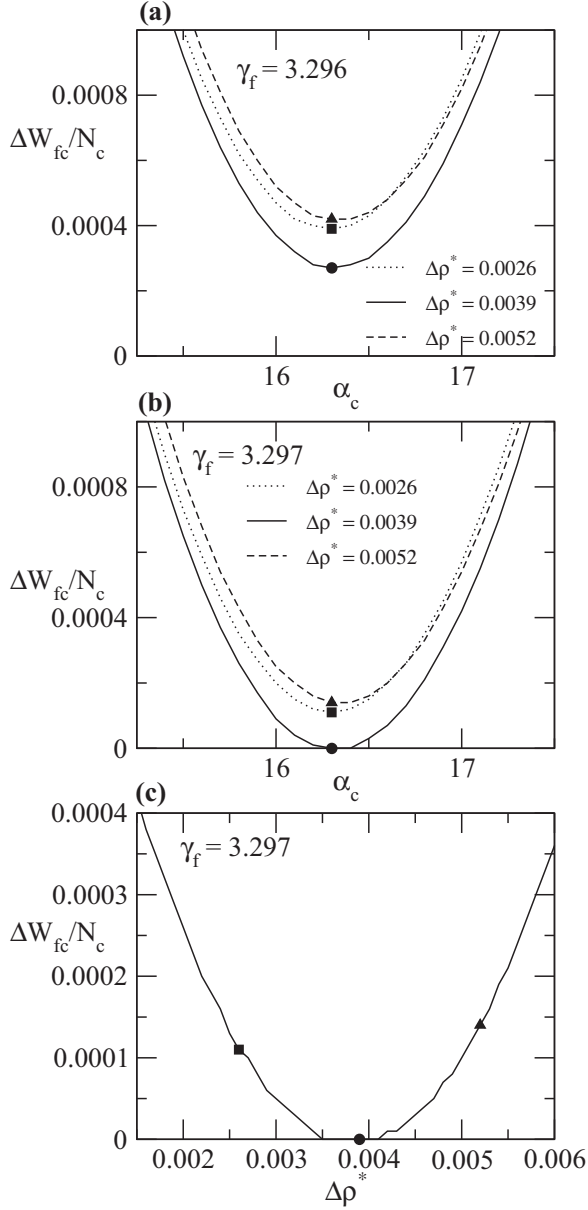 (a)
γf = 3.296
0.0008
ΔWfc/Nc
0.0004
Δρ* = 0.0026
Δρ* = 0.0039
Δρ* = 0.0052
0
16
17
αc
(b)
γf = 3.297
0.0008
Δρ* = 0.0026
Δρ* = 0.0039
ΔWfc/Nc
Δρ* = 0.0052
0.0004
0
16
17
αc
(c)
0.0004
γf = 3.297
0.0003
ΔWfc/Nc
0.0002
0.0001
0
0.002
0.003
0.004
0.005
0.006
Δρ*